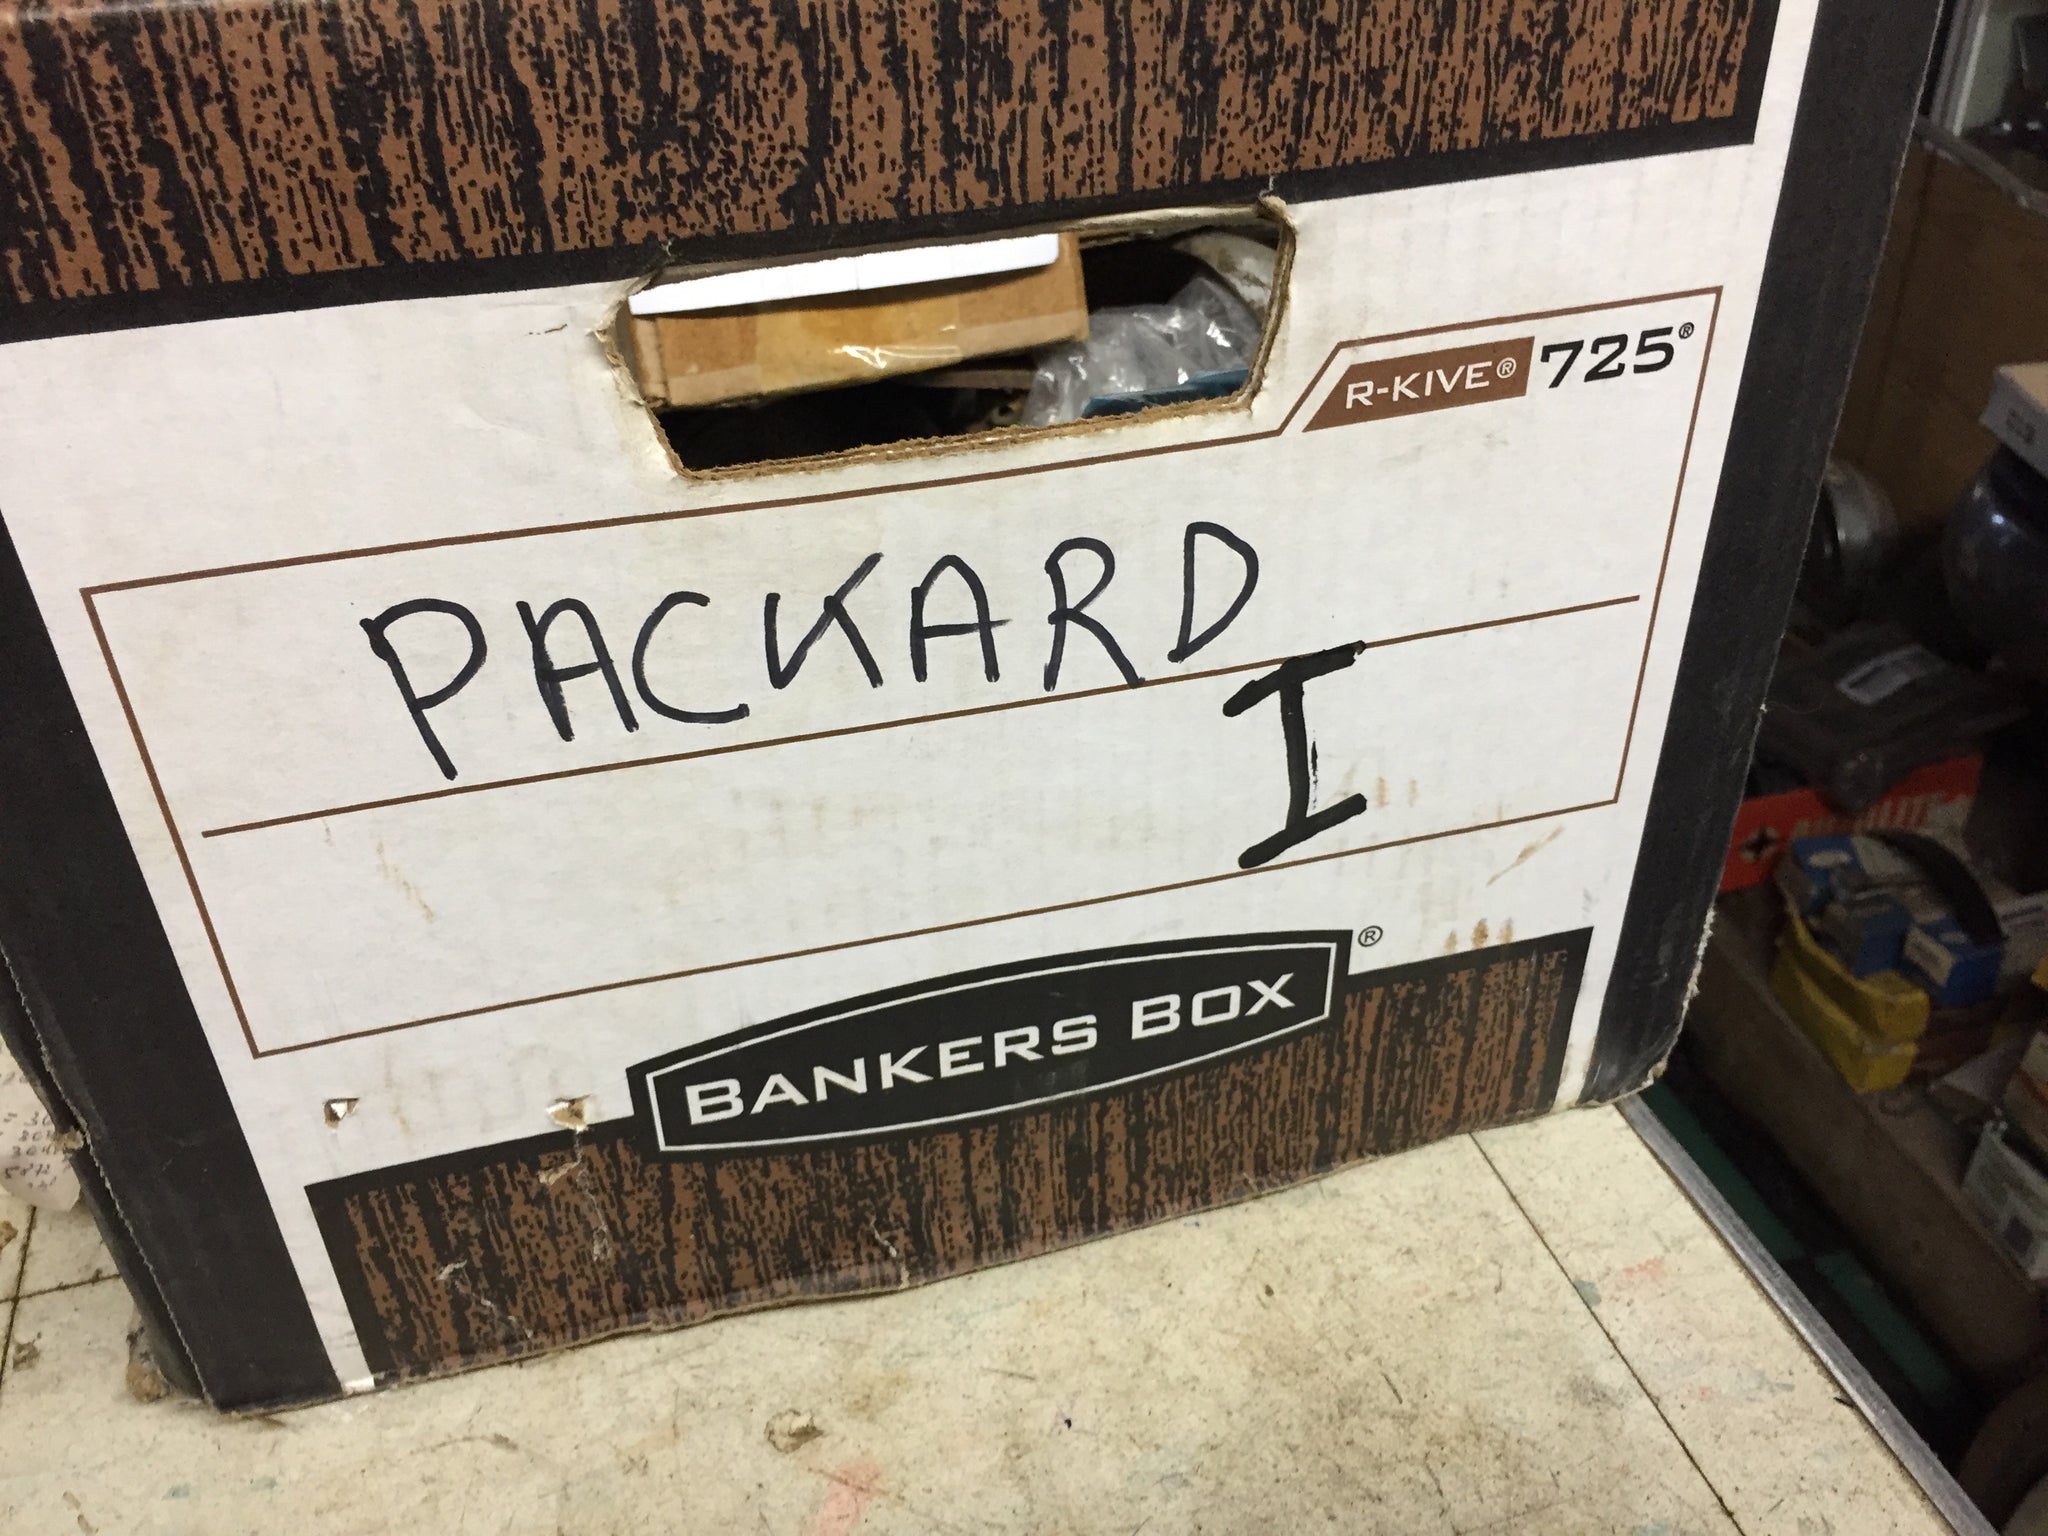 R-KIVE® 725®
PACKARD
I
BANKERS BOX®